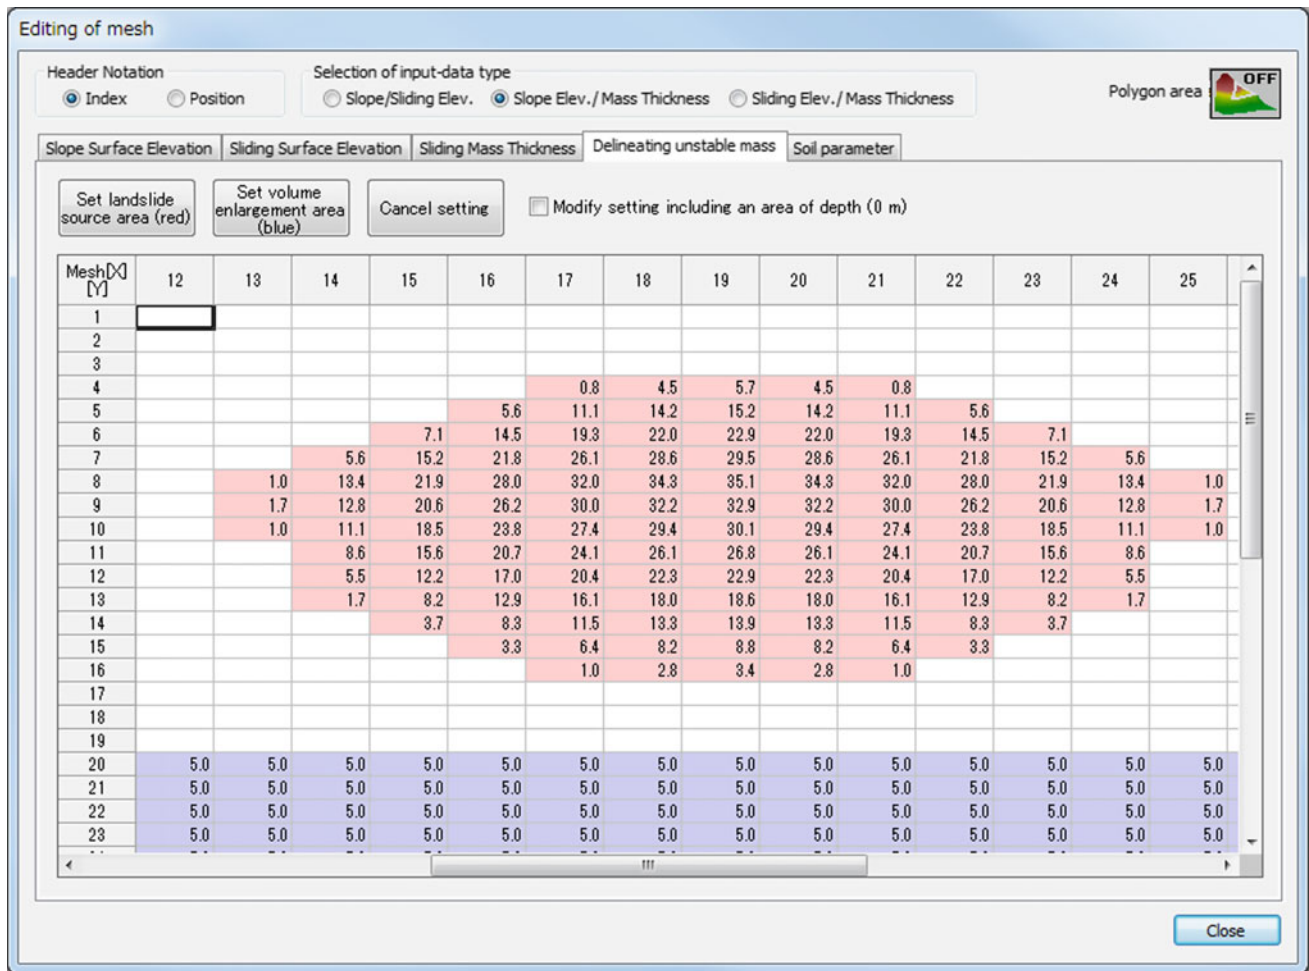 Editing of mesh
Header Notation
Index Position
Selection of input-data type
Slope/Sliding Elev. Slope Elev./ Mass Thickness Sliding Elev./ Mass Thickness
Polygon area
OFF
Slope Surface Elevation Sliding Surface Elevation Sliding Mass Thickness Delineating unstable mass Soil parameter
Set landslide
source area (red)
Set volume
enlargement area
(blue)
Cancel setting
Modify setting including an area of depth (0 m)
Mesh[X]
[Y]
12 13 14 15 16 17 18 19 20 21 22 23 24 25
1
2
3
4 0.8 4.5 5.7 4.5 0.8
5 5.6 11.1 14.2 15.2 14.2 11.1 5.6
6 7.1 14.5 19.3 22.0 22.9 22.0 19.3 14.5 7.1
7 5.6 15.2 21.8 26.1 28.6 29.5 28.6 26.1 21.8 15.2 5.6
8 1.0 13.4 21.9 28.0 32.0 34.3 35.1 34.3 32.0 28.0 21.9 13.4 1.0
9 1.7 12.8 20.6 26.2 30.0 32.2 32.9 32.2 30.0 26.2 20.6 12.8 1.7
10 1.0 11.1 18.5 23.8 27.4 29.4 30.1 29.4 27.4 23.8 18.5 11.1 1.0
11 8.6 15.6 20.7 24.1 26.1 26.8 26.1 24.1 20.7 15.6 8.6
12 5.5 12.2 17.0 20.4 22.3 22.9 22.3 20.4 17.0 12.2 5.5
13 1.7 8.2 12.9 16.1 18.0 18.6 18.0 16.1 12.9 8.2 1.7
14 3.7 8.3 11.5 13.3 13.9 13.3 11.5 8.3 3.7
15 3.3 6.4 8.2 8.8 8.2 6.4 3.3
16 1.0 2.8 3.4 2.8 1.0
17
18
19
20 5.0 5.0 5.0 5.0 5.0 5.0 5.0 5.0 5.0 5.0 5.0 5.0 5.0 5.0
21 5.0 5.0 5.0 5.0 5.0 5.0 5.0 5.0 5.0 5.0 5.0 5.0 5.0 5.0
22 5.0 5.0 5.0 5.0 5.0 5.0 5.0 5.0 5.0 5.0 5.0 5.0 5.0 5.0
23 5.0 5.0 5.0 5.0 5.0 5.0 5.0 5.0 5.0 5.0 5.0 5.0 5.0 5.0
Close